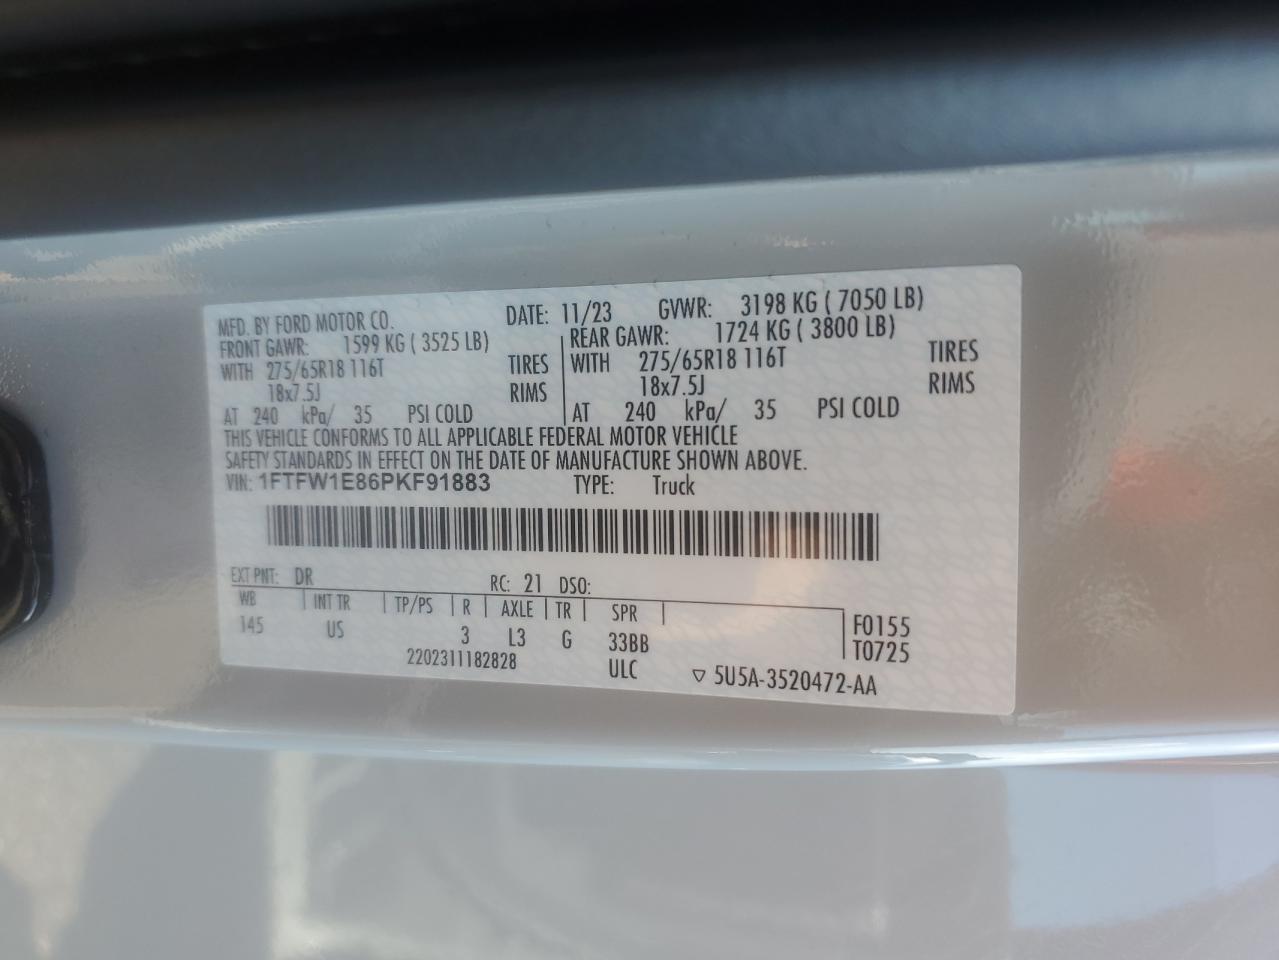 MFD. BY FORD MOTOR CO. DATE: 11/23 GVWR: 3198 KG ( 7050 LB)
FRONT GAWR: 1599 KG ( 3525 LB) REAR GAWR: 1724 KG ( 3800 LB)
WITH 275/65R18 116T TIRES WITH 275/65R18 116T TIRES
18x7.5J RIMS 18x7.5J RIMS
AT 240 kPa/ 35 PSI COLD AT 240 kPa/ 35 PSI COLD
THIS VEHICLE CONFORMS TO ALL APPLICABLE FEDERAL MOTOR VEHICLE
SAFETY STANDARDS IN EFFECT ON THE DATE OF MANUFACTURE SHOWN ABOVE.
VIN: 1FTFW1E86PKF91883 TYPE: Truck
EXT PNT: DR RC: 21 DSO:
WB INT TR TP/PS R AXLE TR SPR F0155
145 US 3 L3 G 33BB T0725
2202311182828 ULC ▽ 5U5A-3520472-AA